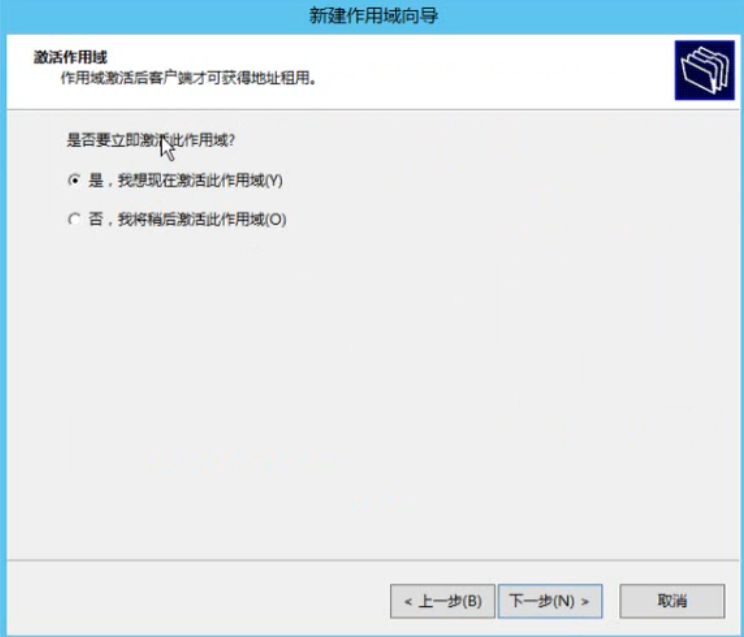 新建作用域向导
激活作用域
作用域激活后客户端才可获得地址租用。
是否要立即激活此作用域?
是，我想现在激活此作用域(Y)
否，我将稍后激活此作用域(O)
< 上一步(B) 下一步(N) > 取消